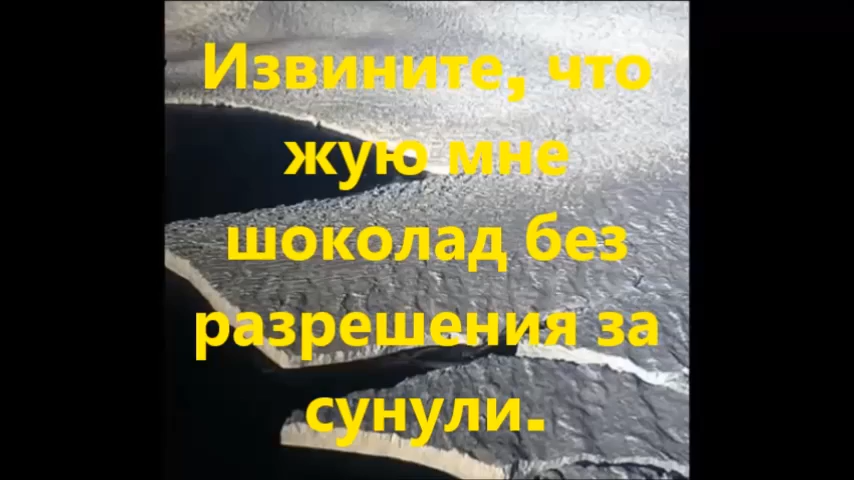 Извините, что
жую мне
шоколад без
разрешения за
сунули.